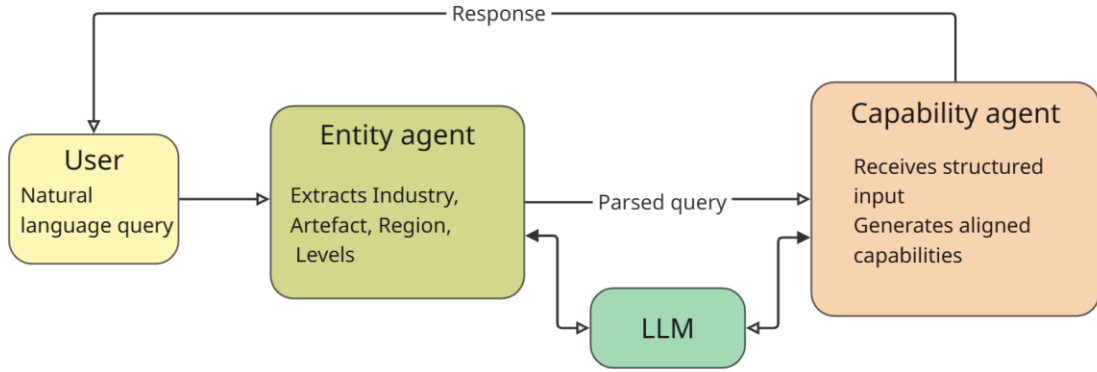 Response
User
Natural
language query
Entity agent
Extracts Industry,
Artefact, Region,
Levels
Parsed query
Capability agent
Receives structured
input
Generates aligned
capabilities
LLM